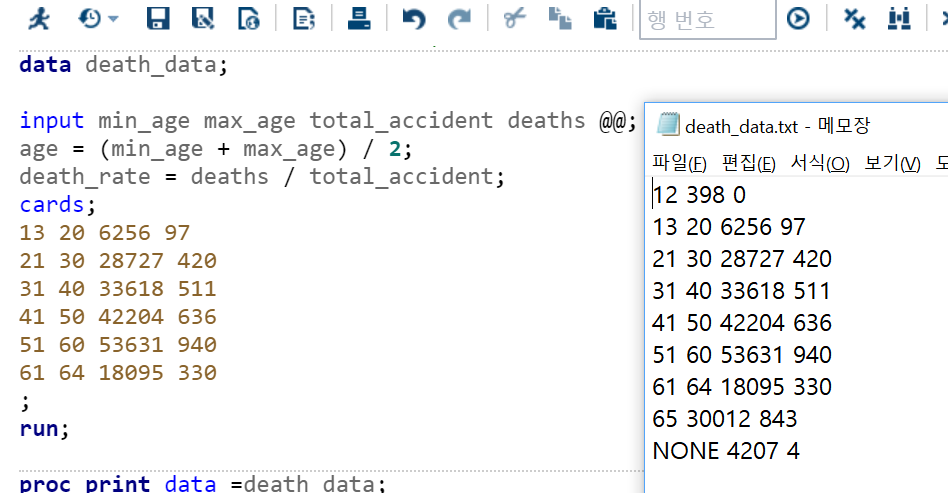 행 번호
data death_data;
input min_age max_age total_accident deaths @@;
age = (min_age + max_age) / 2;
death_rate = deaths / total_accident;
cards;
13 20 6256 97
21 30 28727 420
31 40 33618 511
41 50 42204 636
51 60 53631 940
61 64 18095 330
;
run;
proc print data =death_data;
death_data.txt - 메모장
파일(F) 편집(E) 서식(O) 보기(V) 도
12 398 0
13 20 6256 97
21 30 28727 420
31 40 33618 511
41 50 42204 636
51 60 53631 940
61 64 18095 330
65 30012 843
NONE 4207 4